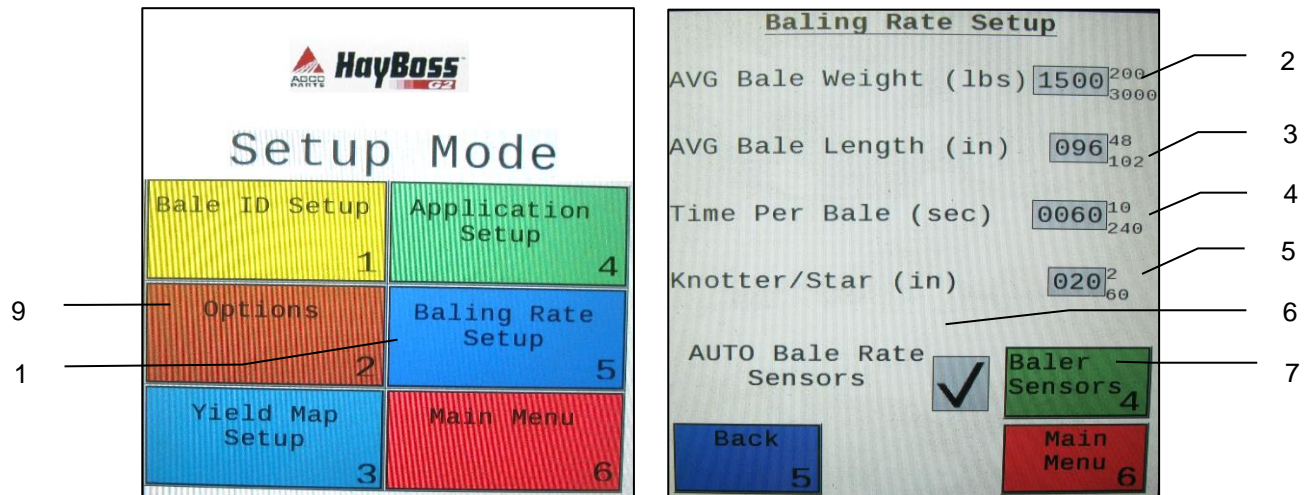 AGCO
PARTS
HayBoss
G2
Setup Mode
Bale ID Setup
1
Application
Setup
4
Options
2
Baling Rate
Setup
5
Yield Map
Setup
3
Main Menu
6
9
1
Baling Rate Setup
AVG Bale Weight (lbs) 1500 200
3000
AVG Bale Length (in) 096 48
102
Time Per Bale (sec) 0060 10
240
Knotter/Star (in) 020 2
60
AUTO Bale Rate
Sensors
Baler
Sensors
4
Back
5
Main
Menu
6
2
3
4
5
6
7